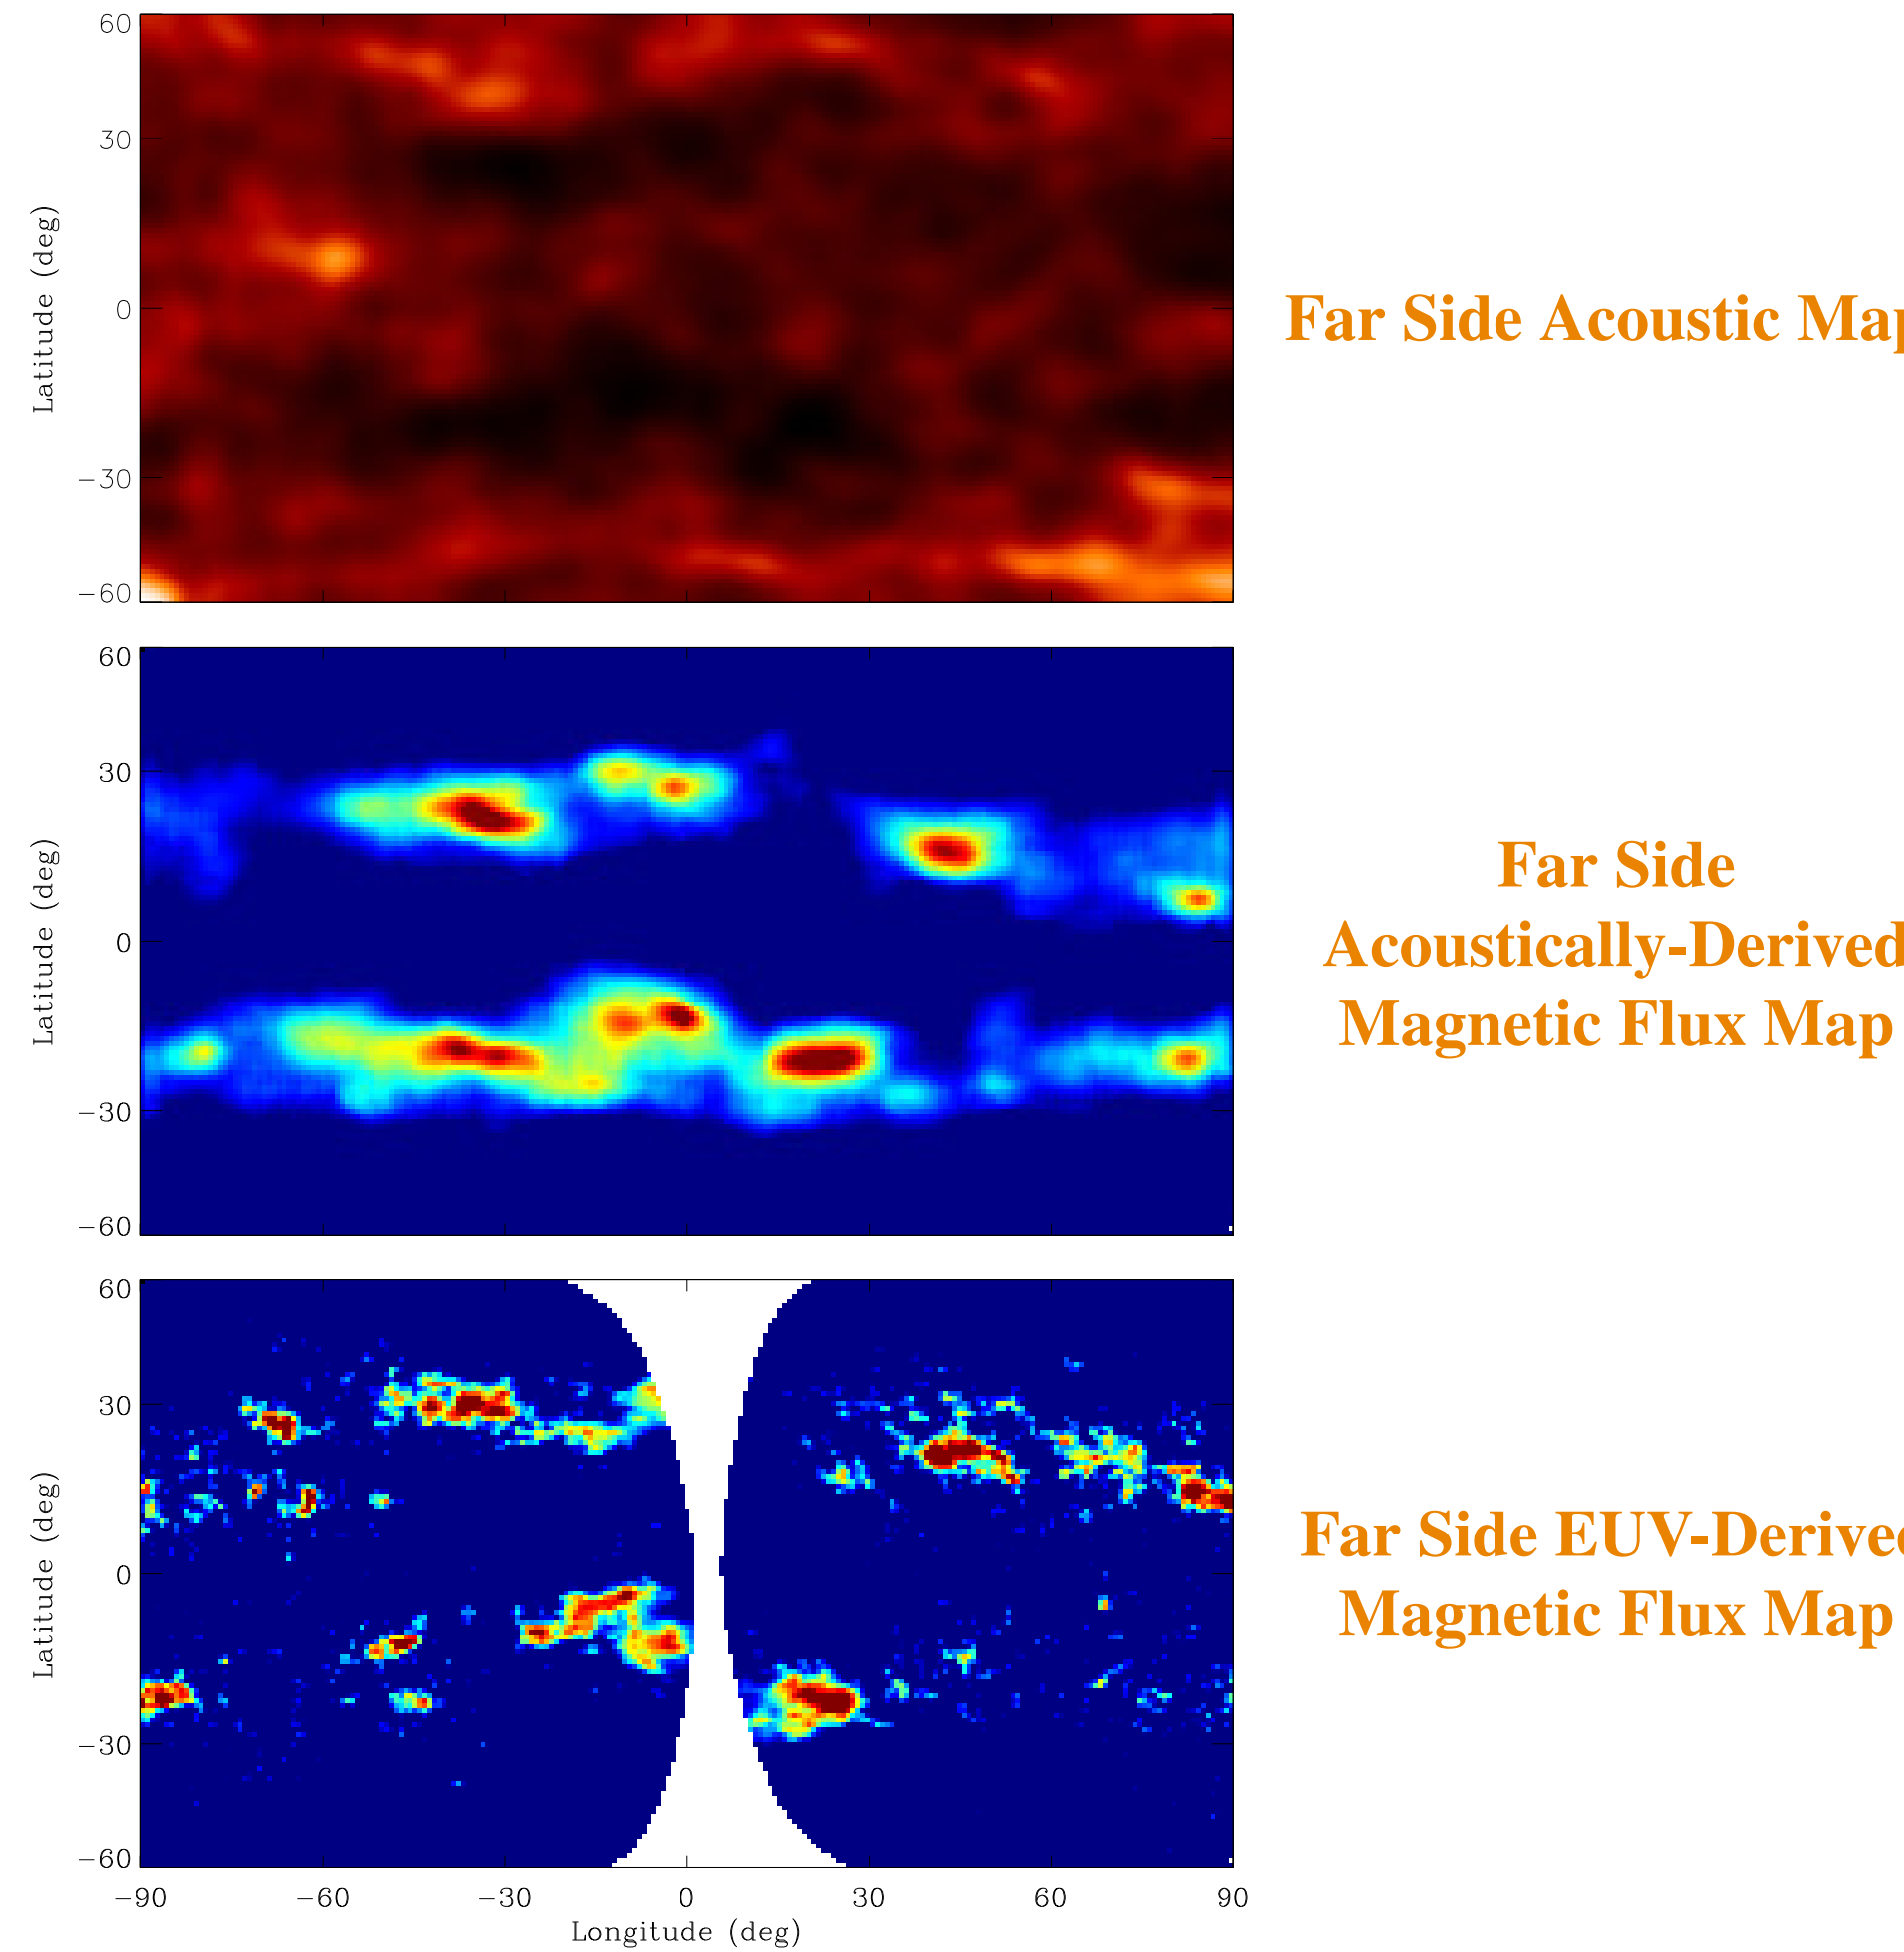 60
30
0
−30
−60
Latitude (deg)
Far Side Acoustic Map
60
30
0
−30
−60
Latitude (deg)
Far Side
Acoustically-Derived
Magnetic Flux Map
60
30
0
−30
−60
Latitude (deg)
Far Side EUV-Derived
Magnetic Flux Map
−90 −60 −30 0 30 60 90
Longitude (deg)